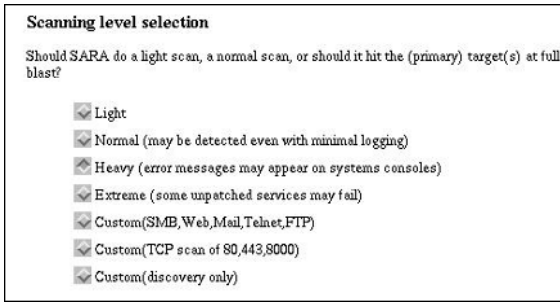 Scanning level selection
Should SARA do a light scan, a normal scan, or should it hit the (primary) target(s) at full
blast?
Light
Normal (may be detected even with minimal logging)
Heavy (error messages may appear on systems consoles)
Extreme (some unpatched services may fail)
Custom(SMB,Web,Mail,Telnet,FTP)
Custom(TCP scan of 80,443,8000)
Custom(discovery only)